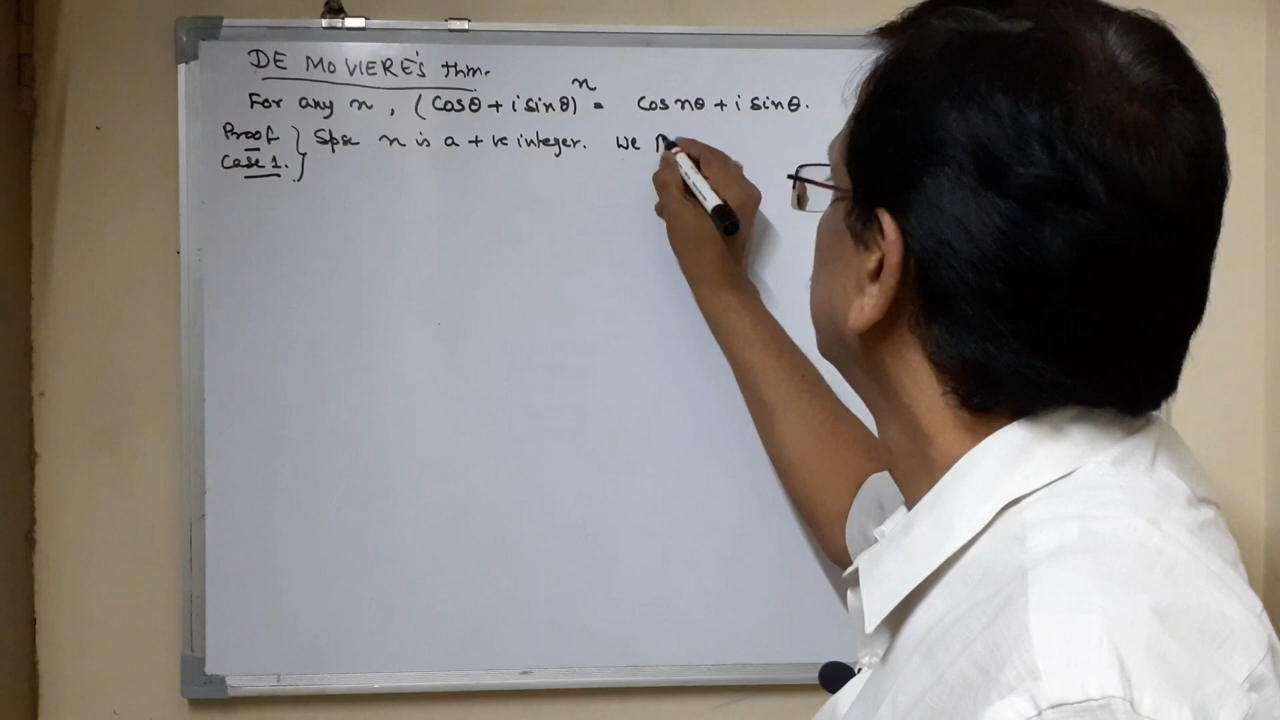 DE MOVIERE'S thm.
For any n, (cosθ + i sinθ)ⁿ = cos nθ + i sinθ.
Proof } Spse n is a +ve integer. We
Case 1.